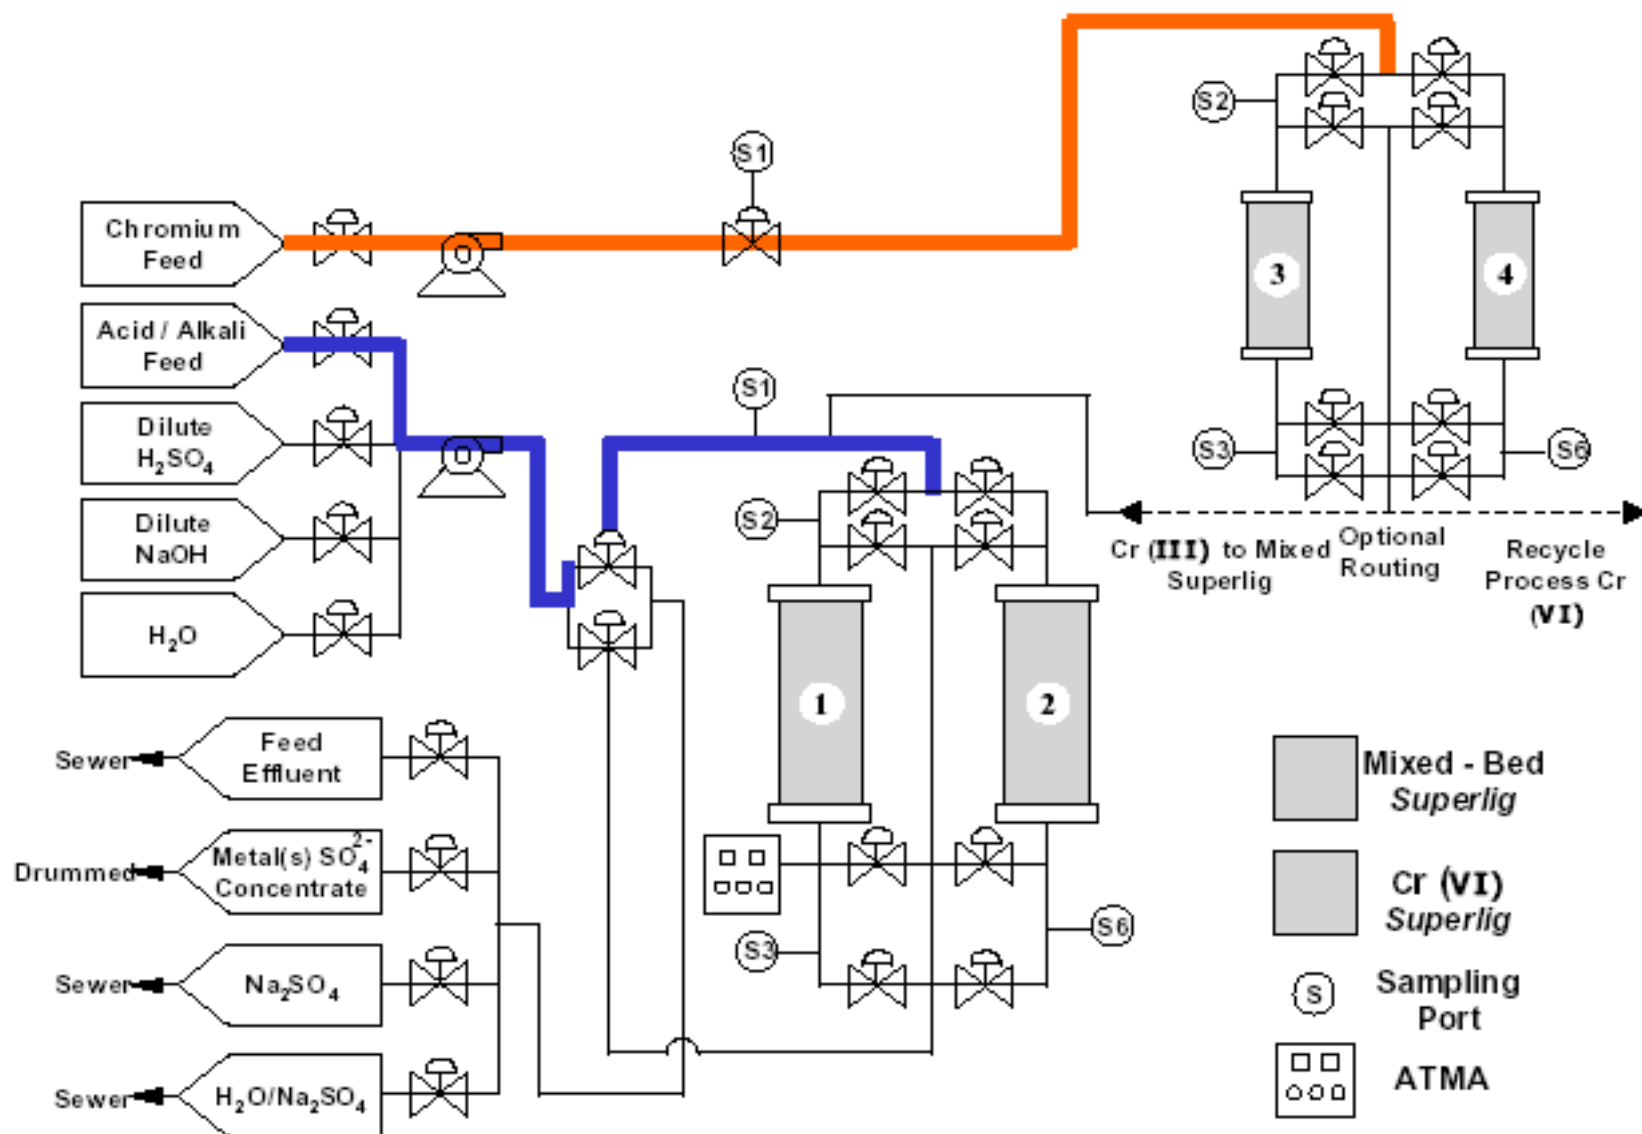 S1
S2
Chromium
Feed
3
4
Acid / Alkali
Feed
S1
Dilute
H₂SO₄
S3
S6
S2
Dilute
NaOH
Cr (III) to Mixed
Superlig
Optional
Routing
Recycle
Process Cr
(VI)
H₂O
1
2
Sewer
Feed
Effluent
Mixed - Bed
Superlig
Drummed
Metal(s) SO₄²⁻
Concentrate
Cr (VI)
Superlig
S3
S6
Sewer
Na₂SO₄
S
Sampling
Port
Sewer
H₂O/Na₂SO₄
ATMA